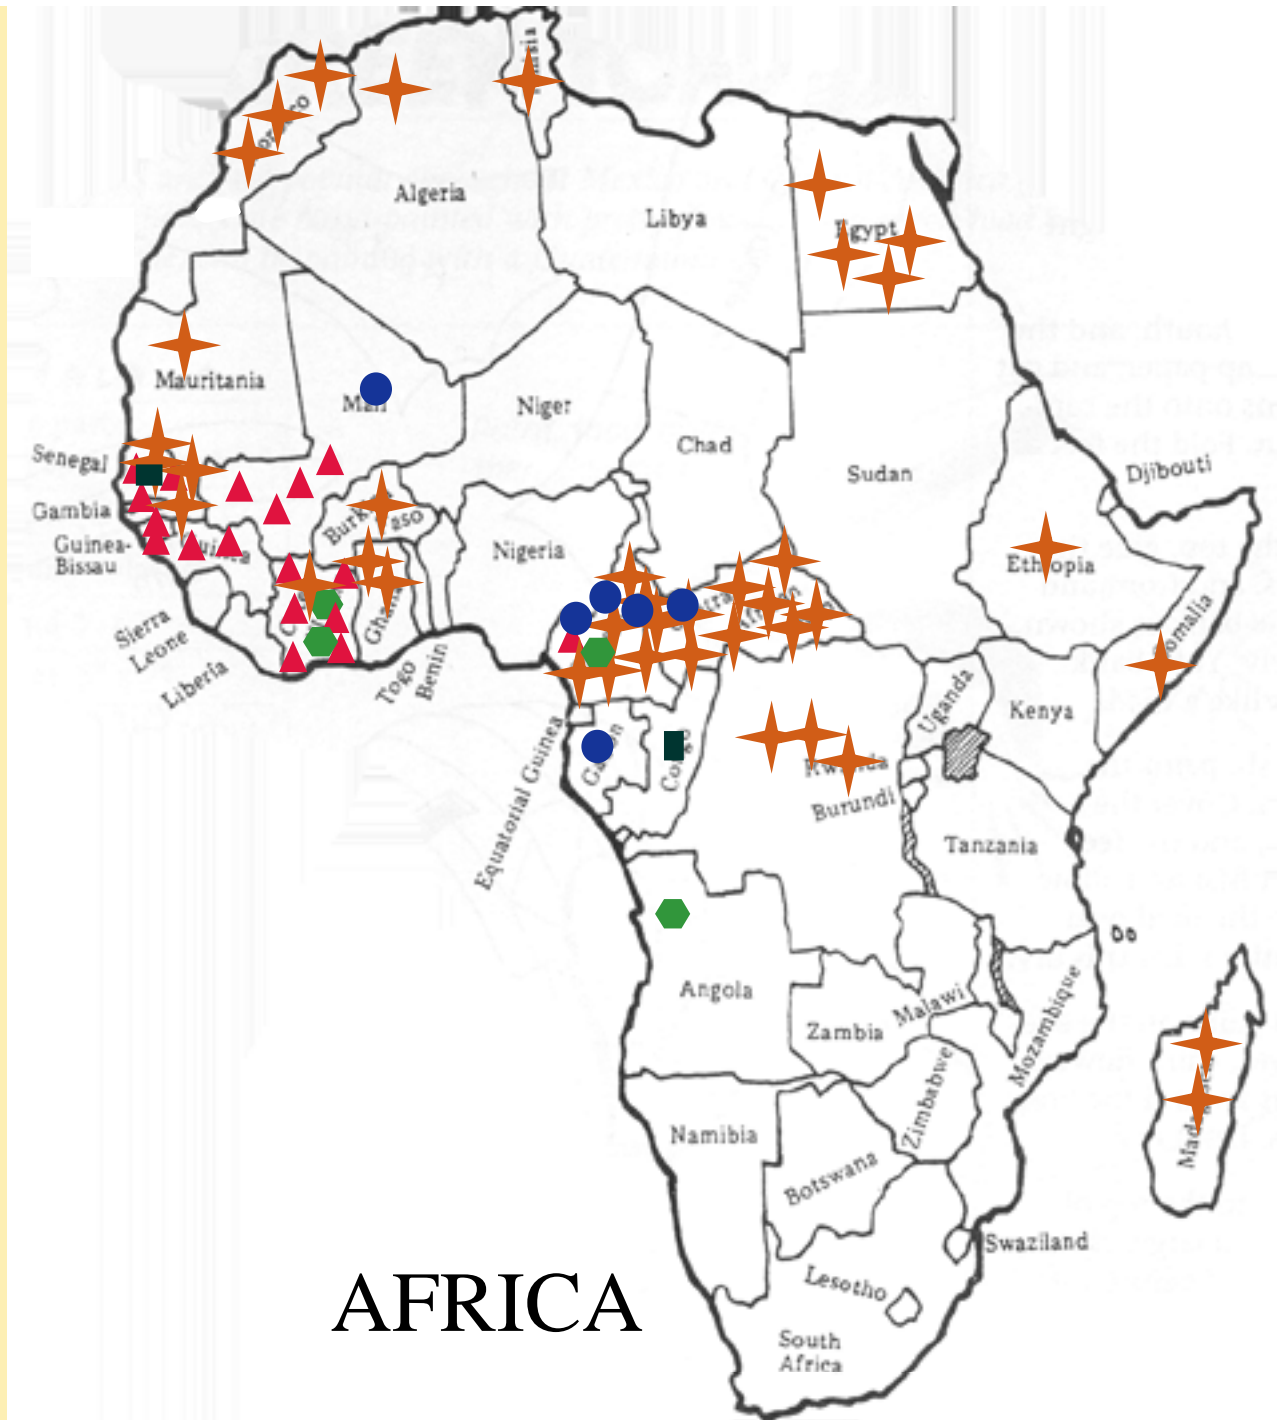 Algeria
Libya
Egypt
Mauritania
Niger
Chad
Sudan
Senegal
Djibouti
Gambia
Guinea-
Bissau
Nigeria
Ethiopia
Sierra
Leone
Liberia
Togo
Benin
Somalia
Uganda
Kenya
Equatorial Guinea
Burundi
Tanzania
Angola
Zambia
Malawi
Mozambique
Zimbabwe
Namibia
Botswana
Swaziland
Lesotho
South
Africa
AFRICA